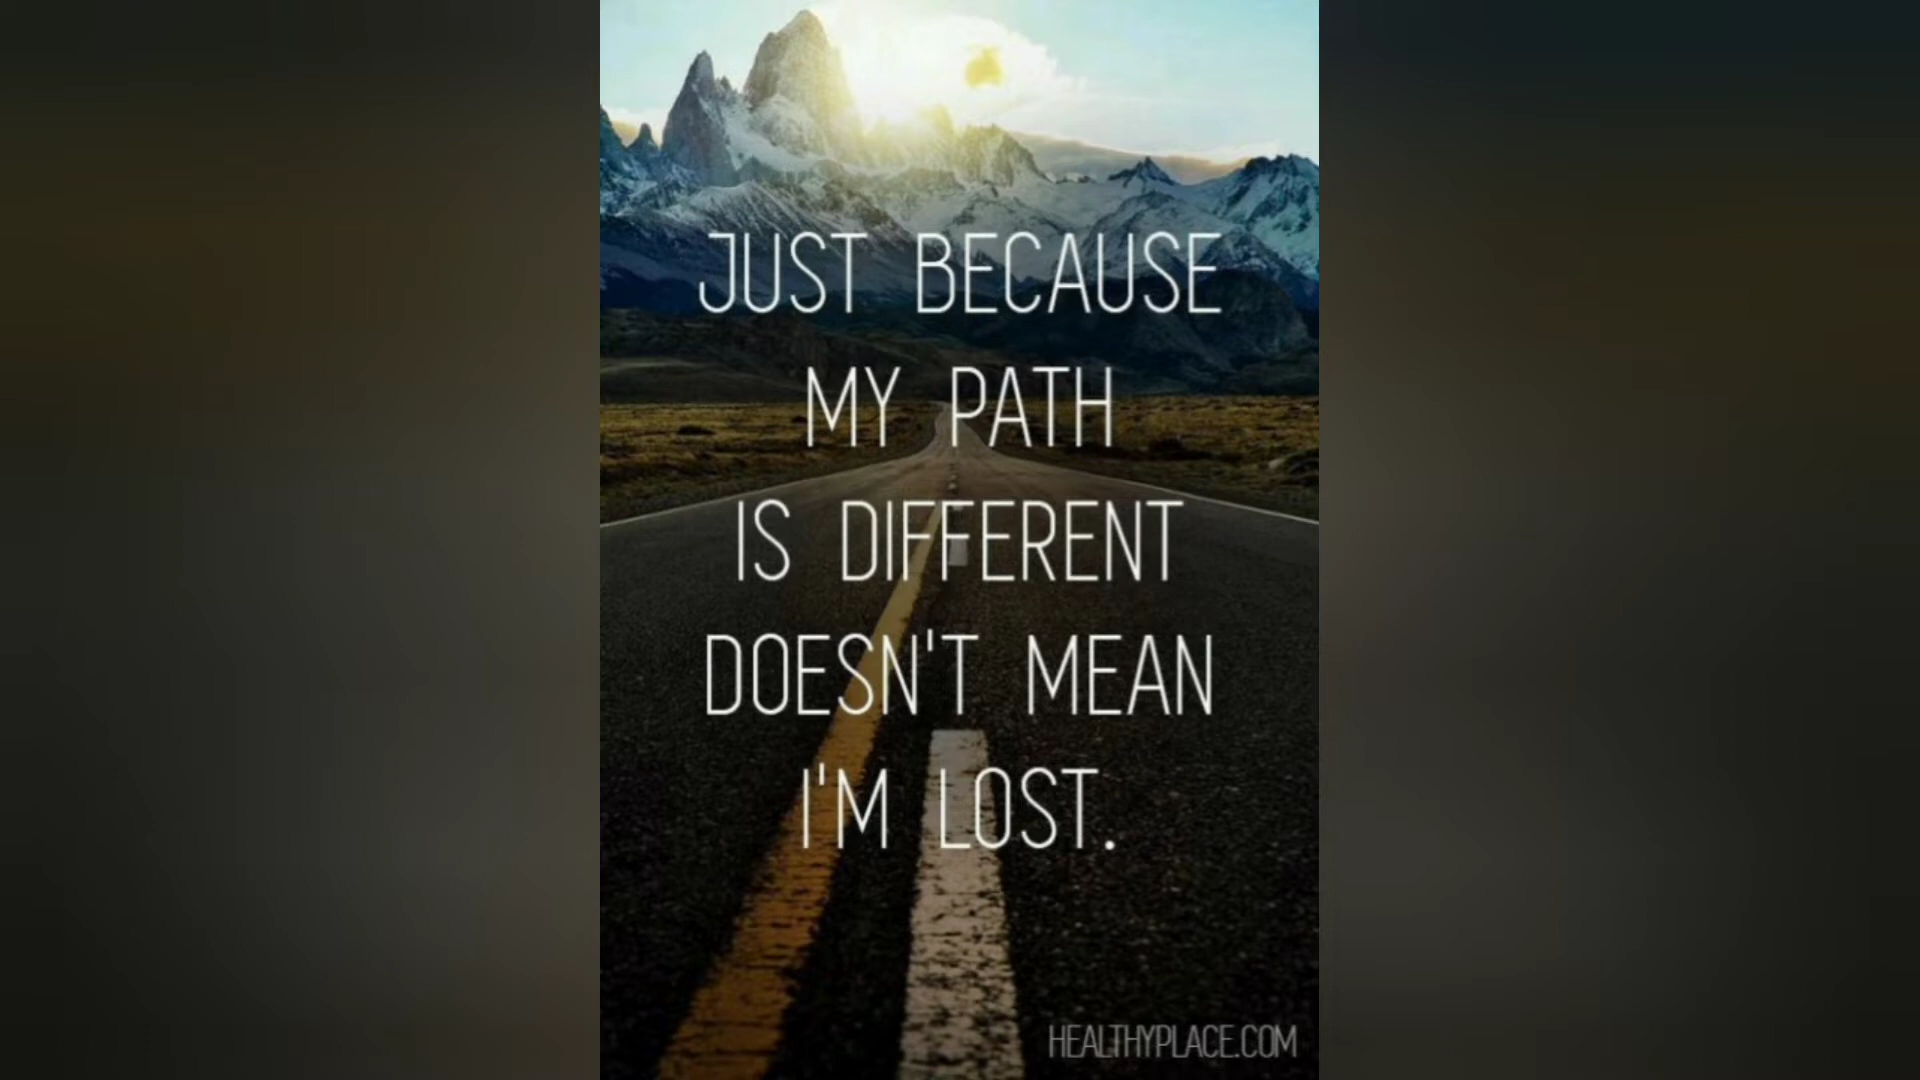 JUST BECAUSE
MY PATH
IS DIFFERENT
DOESN'T MEAN
I'M LOST.
HEALTHYPLACE.COM